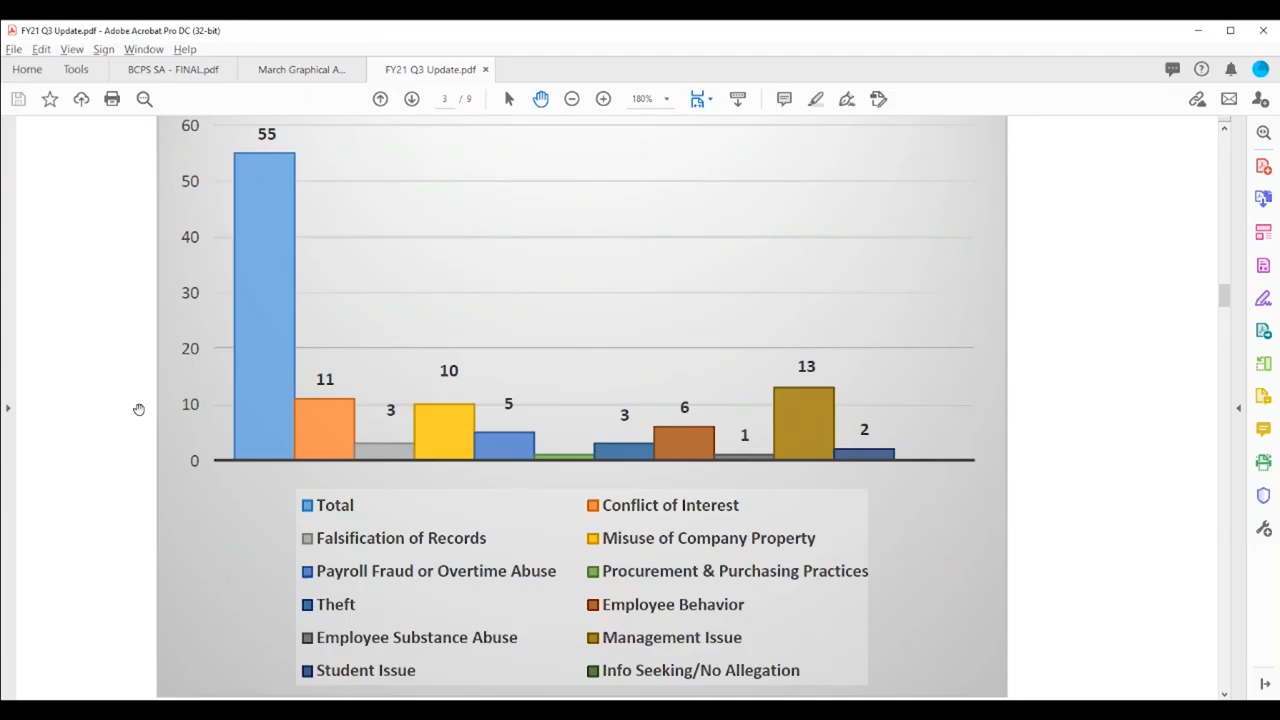 FY21 Q3 Update.pdf - Adobe Acrobat Pro DC (32-bit)
File Edit View Sign Window Help
Home Tools BCPS SA - FINAL.pdf March Graphical A... FY21 Q3 Update.pdf ×
3 / 9 180%
60
55
50
40
30
20
11 3 10 5 3 6 1 13 2
10
0
Total Conflict of Interest
Falsification of Records Misuse of Company Property
Payroll Fraud or Overtime Abuse Procurement & Purchasing Practices
Theft Employee Behavior
Employee Substance Abuse Management Issue
Student Issue Info Seeking/No Allegation